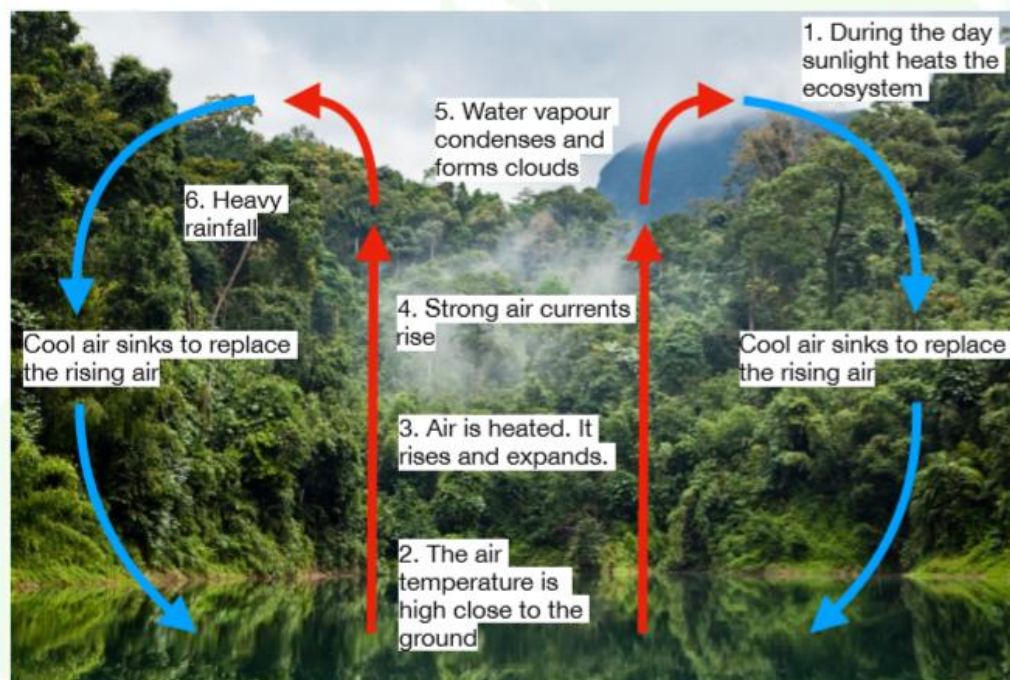 1. During the day
sunlight heats the
ecosystem
2. The air
temperature is
high close to the
ground
3. Air is heated. It
rises and expands.
4. Strong air currents
rise
5. Water vapour
condenses and
forms clouds
6. Heavy
rainfall
Cool air sinks to replace
the rising air
Cool air sinks to replace
the rising air